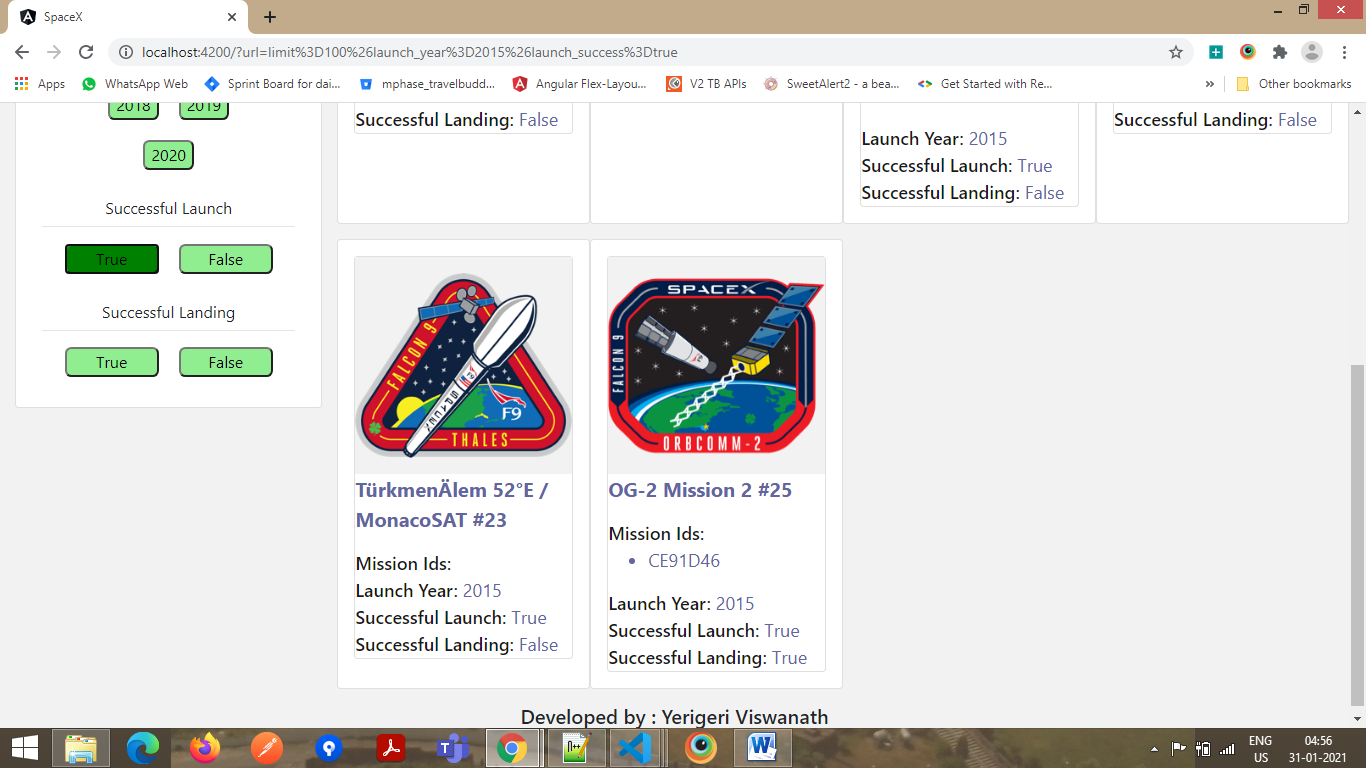 SpaceX
localhost:4200/?url=limit%3D100%26launch_year%3D2015%26launch_success%3Dtrue
Apps
WhatsApp Web
Sprint Board for dai...
mphase_travelbudd...
Angular Flex-Layou...
V2 TB APIs
SweetAlert2 - a bea...
Get Started with Re...
»
Other bookmarks
2018 2019
2020
Successful Launch
True False
Successful Landing
True False
Successful Landing: False
Launch Year: 2015
Successful Launch: True
Successful Landing: False
Successful Landing: False
FALCON 9
SPACEX
F9
THALES
TürkmenÄlem 52°E /
MonacoSAT #23
Mission Ids:
Launch Year: 2015
Successful Launch: True
Successful Landing: False
SPACEX
FALCON 9
ORBCOMM-2
OG-2 Mission 2 #25
Mission Ids:
• CE91D46
Launch Year: 2015
Successful Launch: True
Successful Landing: True
Developed by : Yerigeri Viswanath
ENG
US
04:56
31-01-2021